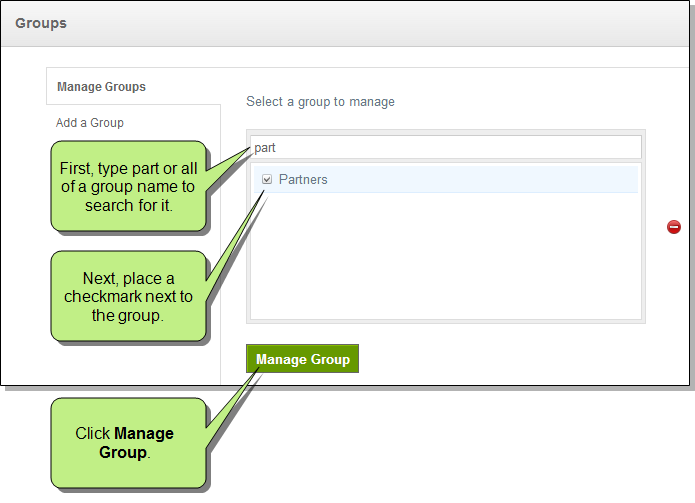 Groups
Manage Groups
Add a Group
Select a group to manage
part
Partners
First, type part or all
of a group name to
search for it.
Next, place a
checkmark next to
the group.
Manage Group
Click Manage
Group.